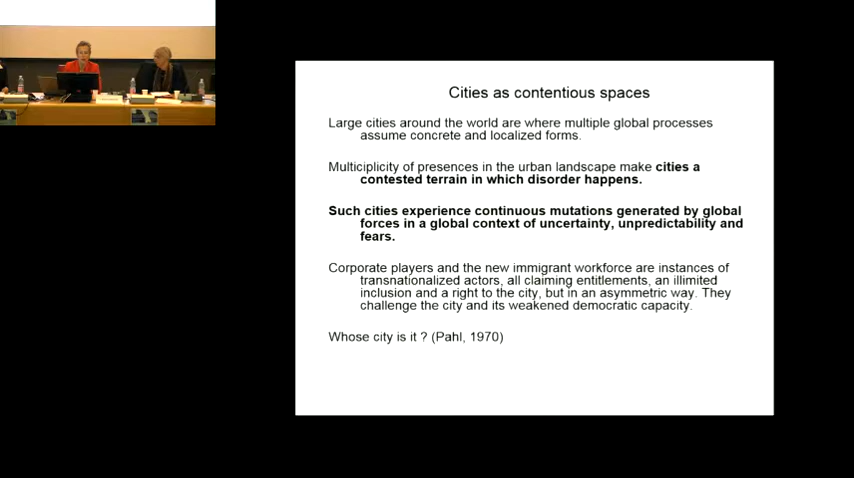 Cities as contentious spaces
Large cities around the world are where multiple global processes
assume concrete and localized forms.
Multiciplicity of presences in the urban landscape make cities a
contested terrain in which disorder happens.
Such cities experience continuous mutations generated by global
forces in a global context of uncertainty, unpredictability and
fears.
Corporate players and the new immigrant workforce are instances of
transnationalized actors, all claiming entitlements, an illimited
inclusion and a right to the city, but in an asymmetric way. They
challenge the city and its weakened democratic capacity.
Whose city is it ? (Pahl, 1970)